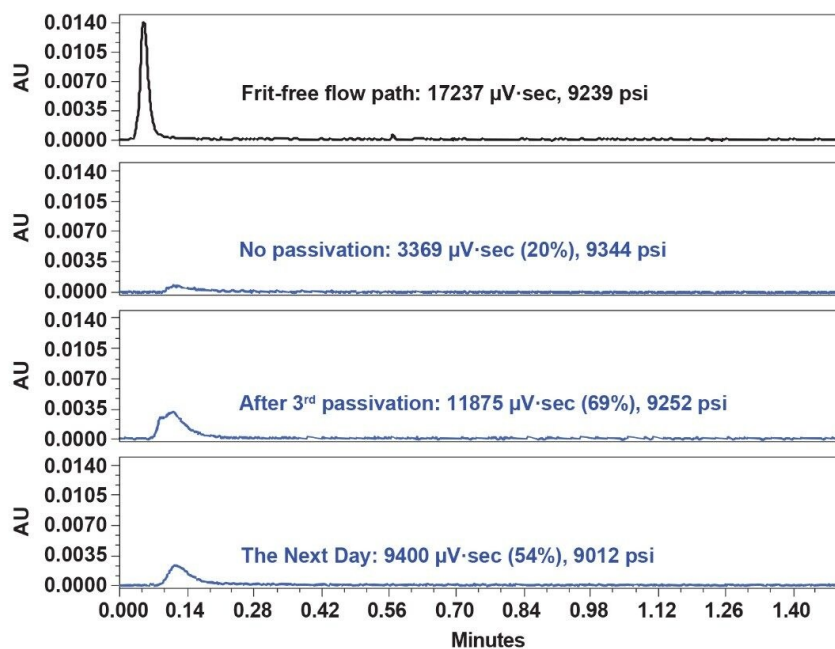 0.0140
0.0105
0.0070
0.0035
0.0000
AU
Frit-free flow path: 17237 µV·sec, 9239 psi
0.0140
0.0105
0.0070
0.0035
0.0000
AU
No passivation: 3369 µV·sec (20%), 9344 psi
0.0140
0.0105
0.0070
0.0035
0.0000
AU
After 3rd passivation: 11875 µV·sec (69%), 9252 psi
0.0140
0.0105
0.0070
0.0035
0.0000
AU
The Next Day: 9400 µV·sec (54%), 9012 psi
0.000 0.14 0.28 0.42 0.56 0.70 0.84 0.98 1.12 1.26 1.40
Minutes